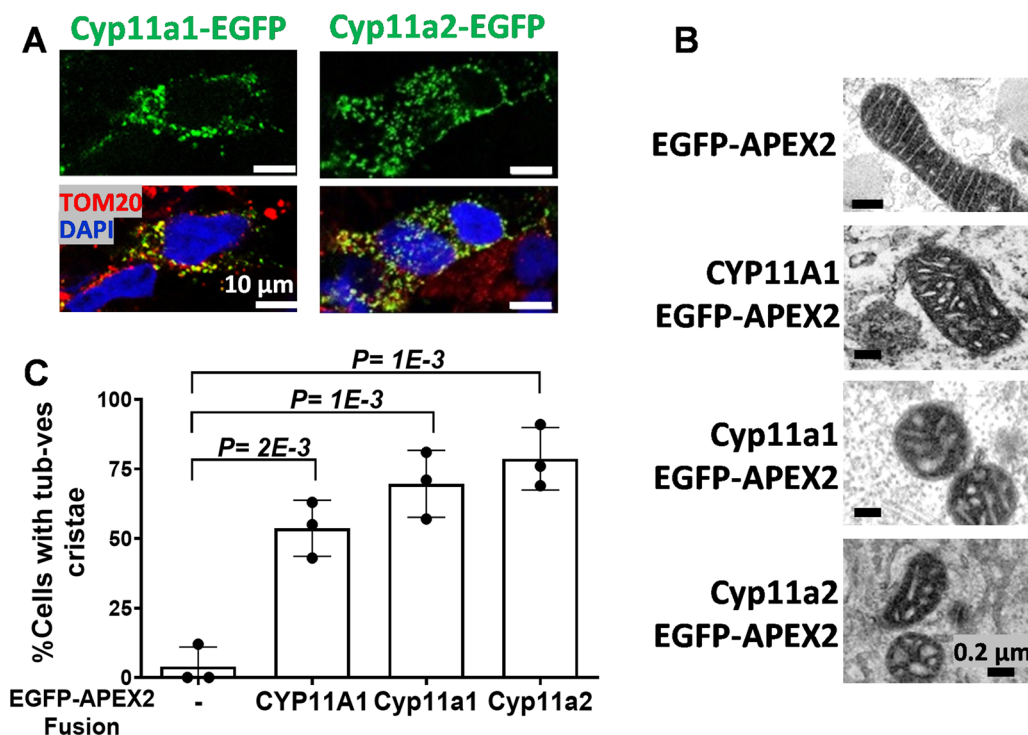 A
Cyp11a1-EGFP
Cyp11a2-EGFP
TOM20
DAPI
10 µm
B
EGFP-APEX2
CYP11A1
EGFP-APEX2
Cyp11a1
EGFP-APEX2
Cyp11a2
EGFP-APEX2
0.2 µm
C
P= 1E-3
P= 1E-3
P= 2E-3
%Cells with tub-ves
cristae
100
75
50
25
0
EGFP-APEX2
Fusion
-
CYP11A1
Cyp11a1
Cyp11a2